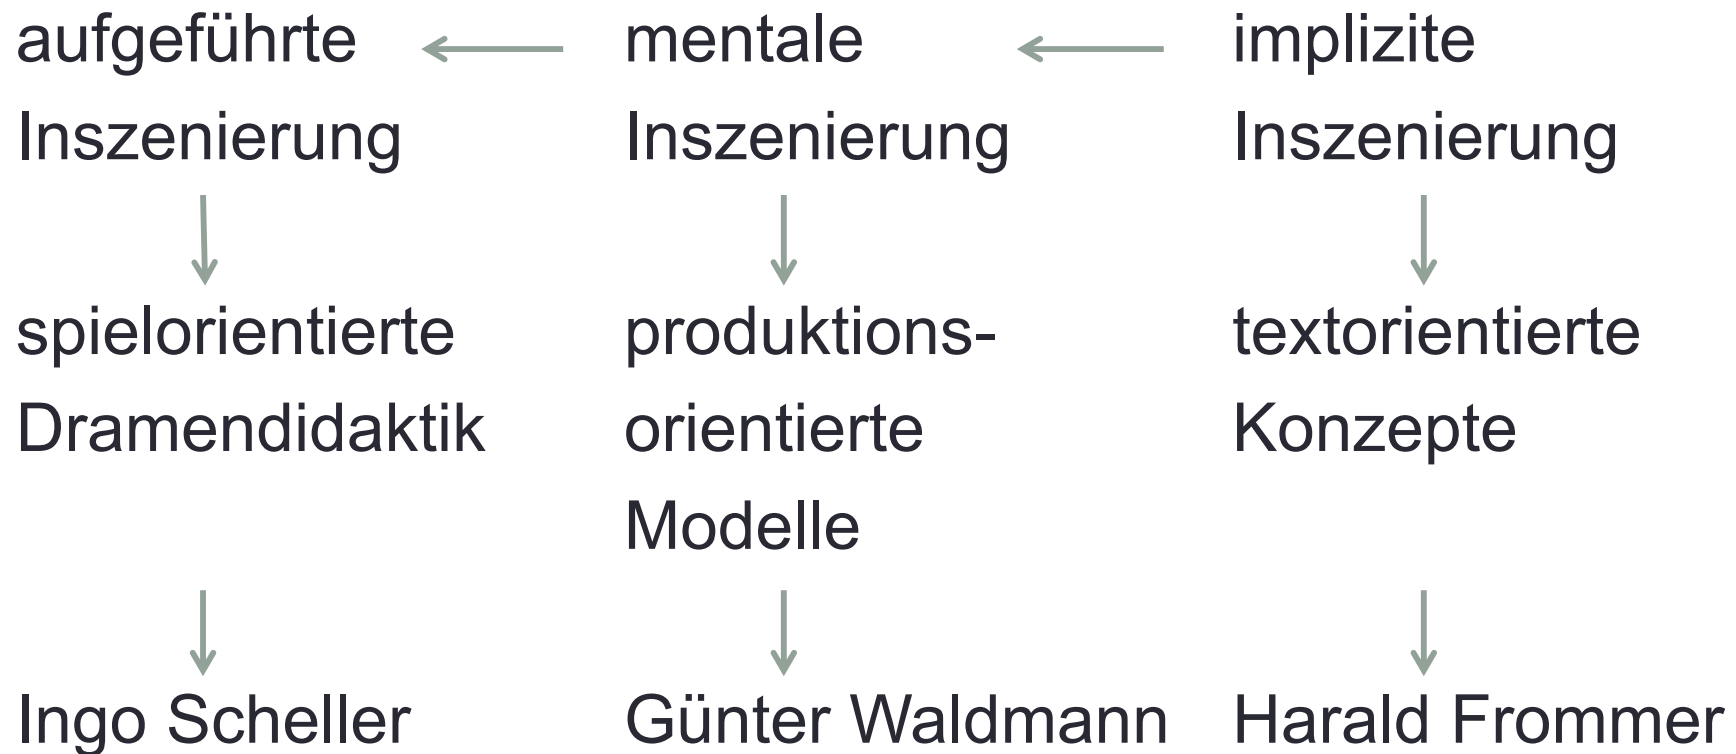 aufgeführte mentale implizite
Inszenierung Inszenierung Inszenierung
spielorientierte produktions- textorientierte
Dramendidaktik orientierte Konzepte
Modelle
Ingo Scheller Günter Waldmann Harald Frommer